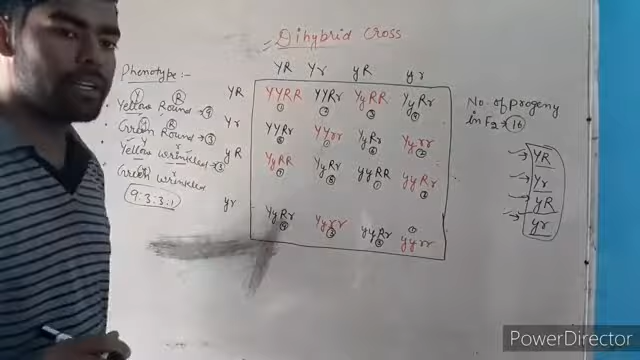 Dihybrid Cross
Phenotype :-
Yellow Round → 9
Green Round → 3
Yellow wrinkled → 3
Green wrinkled
9:3:3:1
YR Yr yR yr
YR YYRR YYRr YyRR YyRr
Yr YYRr YYrr YyRr Yyrr
yR YyRR YyRr yyRR yyRr
yr YyRr Yyrr yyRr yyrr
No. of progeny
in F2 → 16
YR
Yr
yR
yr
PowerDirector